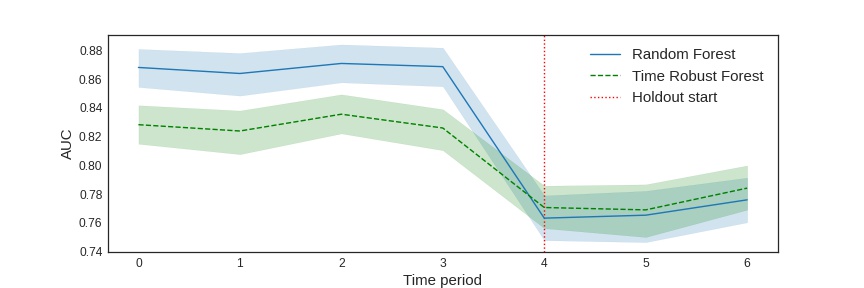 0.88
0.86
0.84
0.82
0.80
0.78
0.76
0.74
AUC
Random Forest
Time Robust Forest
Holdout start
0 1 2 3 4 5 6
Time period